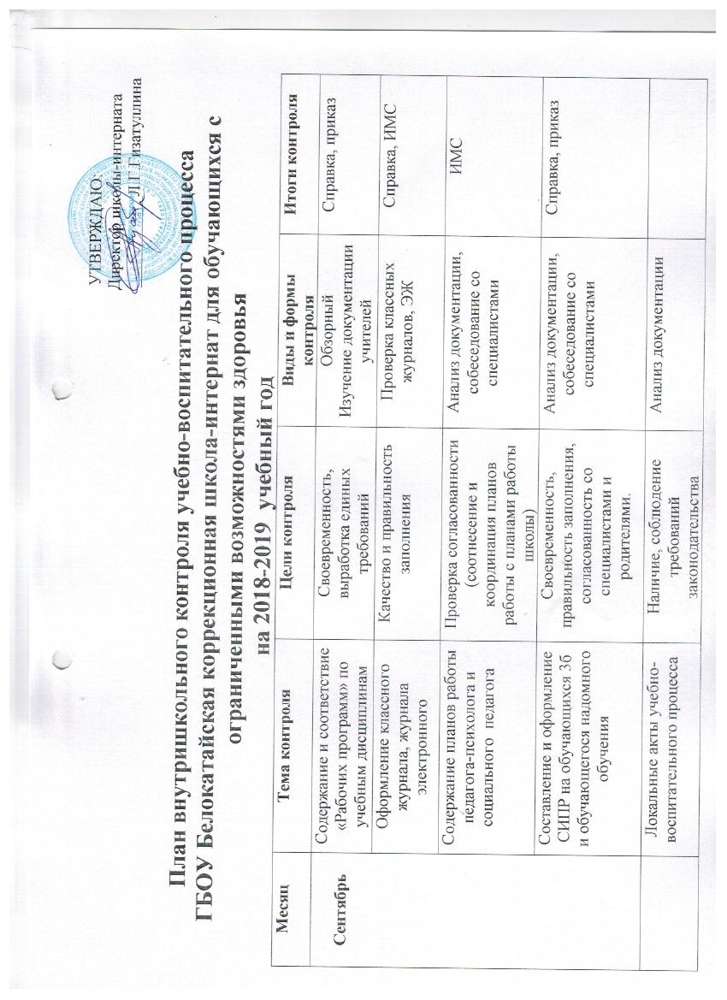 УТВЕРЖДАЮ:
Директор школы-интерната
Л Г Гизатуллина
План внутришкольного контроля учебно-воспитательного процесса
ГБОУ Белокатайская коррекционная школа-интернат для обучающихся с
ограниченными возможностями здоровья
на 2018-2019 учебный год
Месяц
Тема контроля
Цели контроля
Виды и формы
контроля
Итоги контроля
Сентябрь
Содержание и соответствие
«Рабочих программ» по
учебным дисциплинам
Своевременность,
выработка единых
требований
Обзорный
Изучение документации
учителей
Справка, приказ
Оформление классного
журнала, журнала
электронного
Качество и правильность
заполнения
Проверка классных
журналов, ЭЖ
Справка, ИМС
Содержание планов работы
педагога-психолога и
социального педагога
Проверка согласованности
(соотнесение и
координация планов
работы с планами работы
школы)
Анализ документации,
собеседование со
специалистами
ИМС
Составление и оформление
СИПР на обучающихся 3б
и обучающегося надомного
обучения
Своевременность,
правильность заполнения,
согласованность со
специалистами и
родителями.
Анализ документации,
собеседование со
специалистами
Справка, приказ
Локальные акты учебно-
воспитательного процесса
Наличие, соблюдение
требований
законодательства
Анализ документации